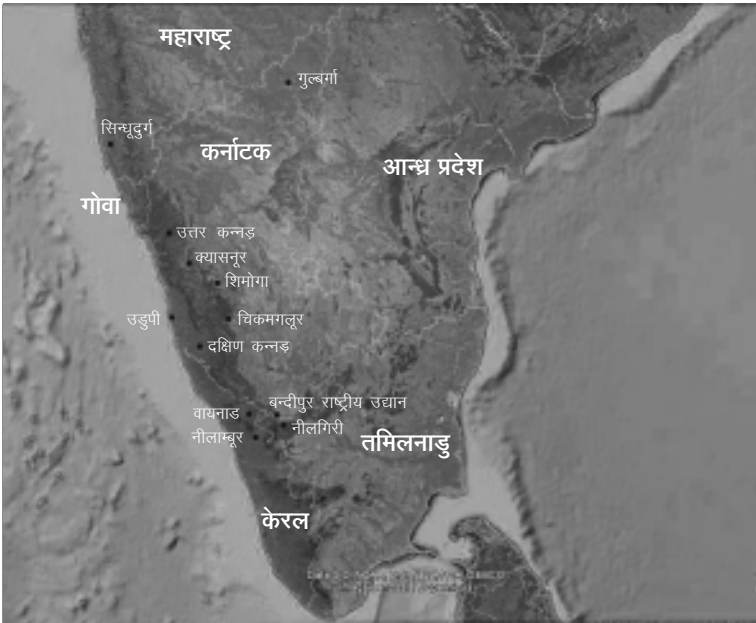 महाराष्ट्र
गुल्बर्गा
सिन्धूदुर्ग
कर्नाटक
आन्ध्र प्रदेश
गोवा
उत्तर कन्नड़
क्यासनूर
शिमोगा
उडुपी
चिकमगलूर
दक्षिण कन्नड़
बन्दीपुर राष्ट्रीय उद्यान
वायनाड
नीलगिरी
नीलाम्बूर
तमिलनाडु
केरल